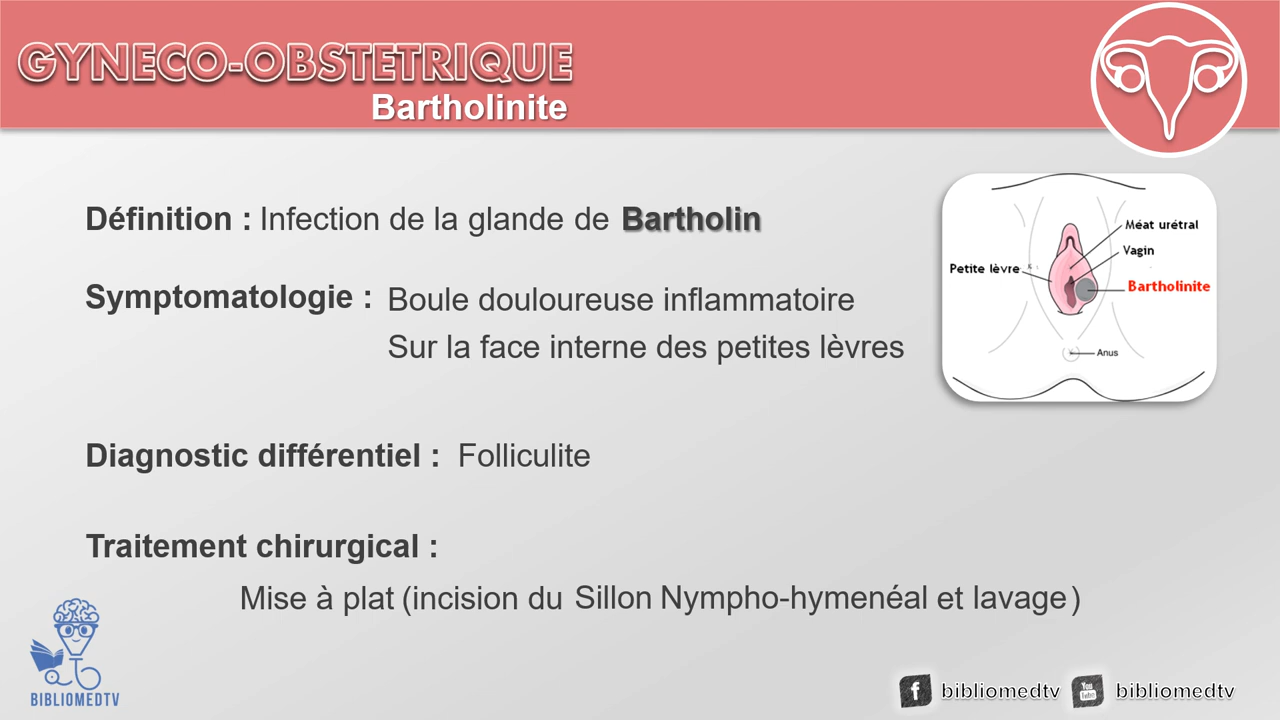 GYNECO-OBSTETRIQUE
Bartholinite
Définition : Infection de la glande de Bartholin
Symptomatologie : Boule douloureuse inflammatoire
Sur la face interne des petites lèvres
Méat urétral
Vagin
Petite lèvre
Bartholinite
Anus
Diagnostic différentiel : Folliculite
Traitement chirurgical :
Mise à plat (incision du Sillon Nympho-hymenéal et lavage)
BIBLIOMEDTV
f bibliomedtv You Tube bibliomedtv